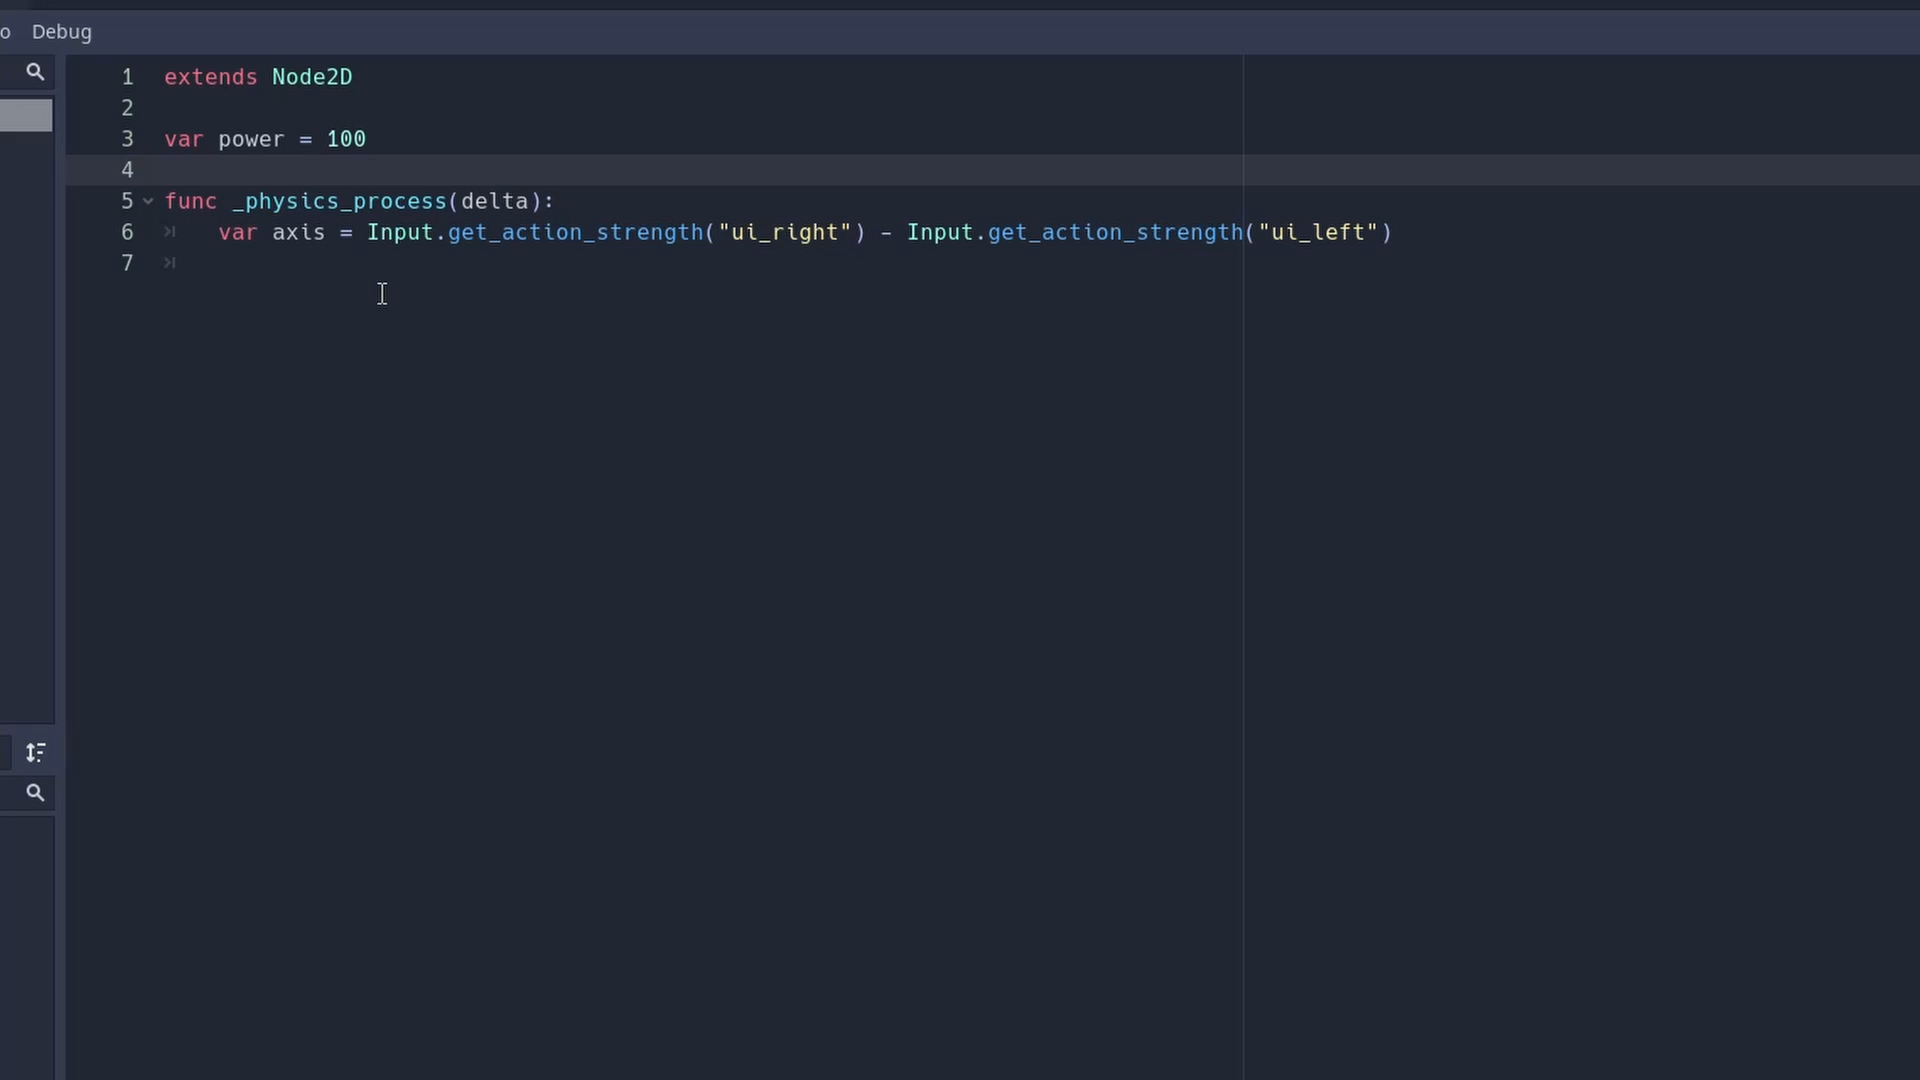 o Debug
1 extends Node2D
2
3 var power = 100
4
5 func _physics_process(delta):
6 var axis = Input.get_action_strength("ui_right") - Input.get_action_strength("ui_left")
7